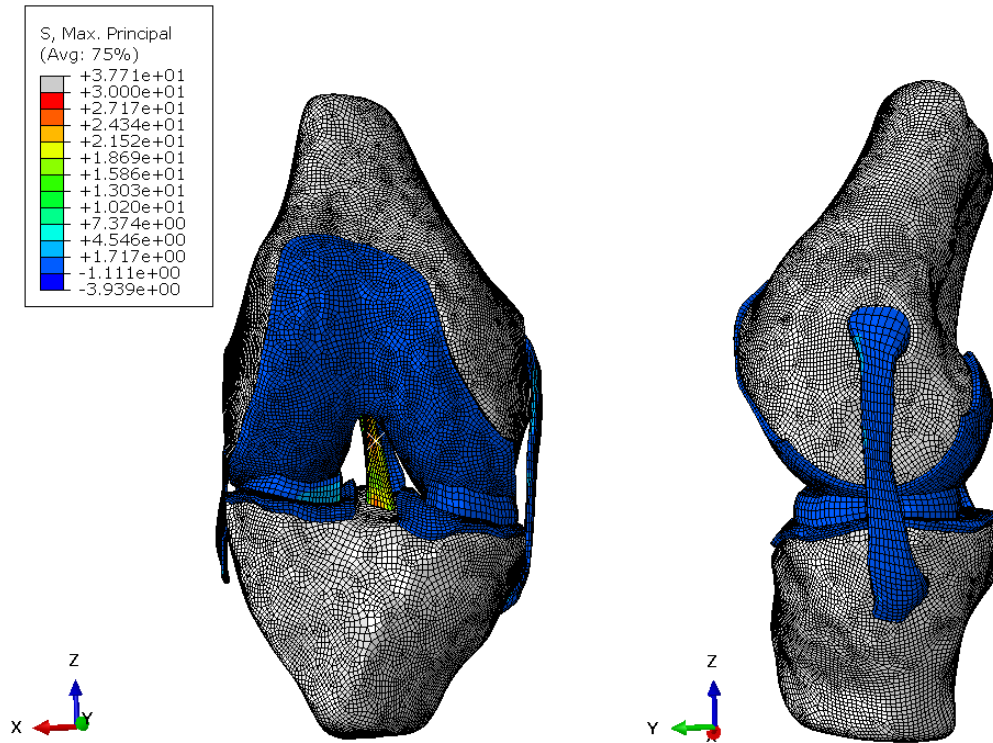 S, Max. Principal
(Avg: 75%)
+3.771e+01
+3.000e+01
+2.717e+01
+2.434e+01
+2.152e+01
+1.869e+01
+1.586e+01
+1.303e+01
+1.020e+01
+7.374e+00
+4.546e+00
+1.717e+00
-1.111e+00
-3.939e+00
Z
X
Y
Z
Y
X